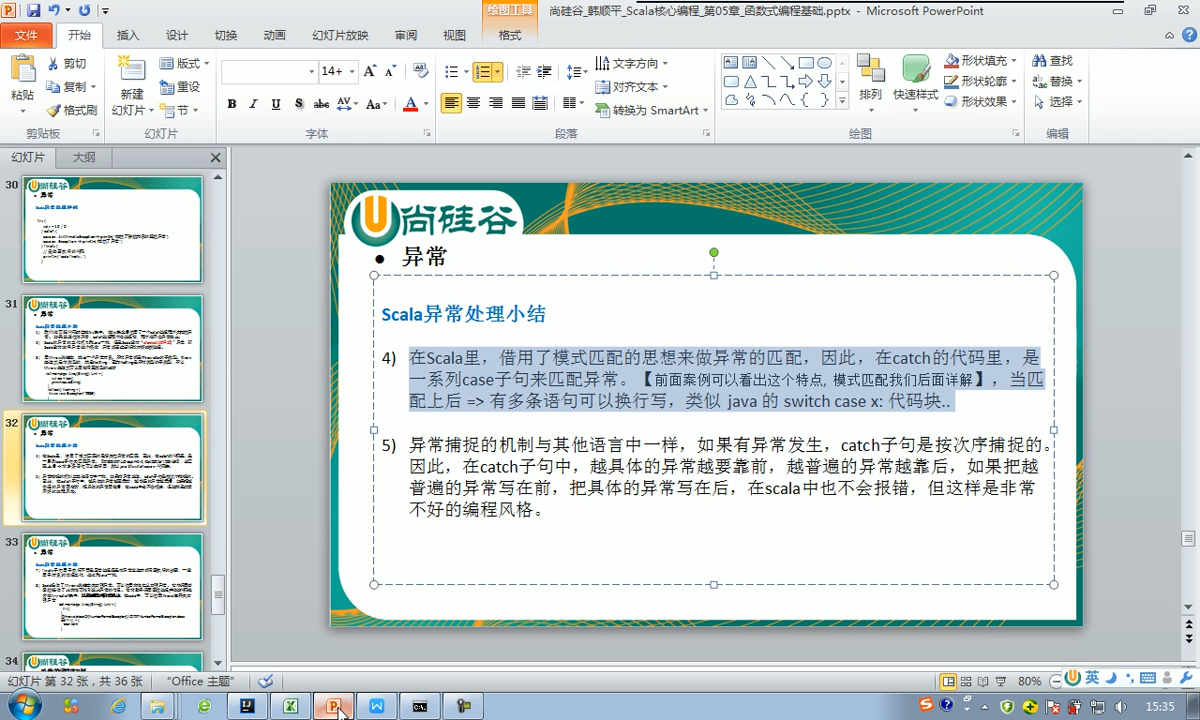 尚硅谷_韩顺平_Scala核心编程_第05章_函数式编程基础.pptx - Microsoft PowerPoint
绘图工具
文件 开始 插入 设计 切换 动画 幻灯片放映 审阅 视图 格式
粘贴
剪切
复制
格式刷
剪贴板
新建
幻灯片
版式
重设
节
幻灯片
14+
字体
文字方向
对齐文本
转换为 SmartArt
段落
排列
快速样式
形状填充
形状轮廓
形状效果
绘图
查找
替换
选择
编辑
幻灯片 大纲
30
31
32
33
34
尚硅谷
• 异常
Scala异常处理小结
4) 在Scala里，借用了模式匹配的思想来做异常的匹配，因此，在catch的代码里，是
一系列case子句来匹配异常。【前面案例可以看出这个特点, 模式匹配我们后面详解】，当匹
配上后 => 有多条语句可以换行写，类似 java 的 switch case x: 代码块..
5) 异常捕捉的机制与其他语言中一样，如果有异常发生，catch子句是按次序捕捉的。
因此，在catch子句中，越具体的异常越要靠前，越普遍的异常越靠后，如果把越
普遍的异常写在前，把具体的异常写在后，在scala中也不会报错，但这样是非常
不好的编程风格。
幻灯片 第 32 张，共 36 张 "Office 主题" 80%
英
15:35